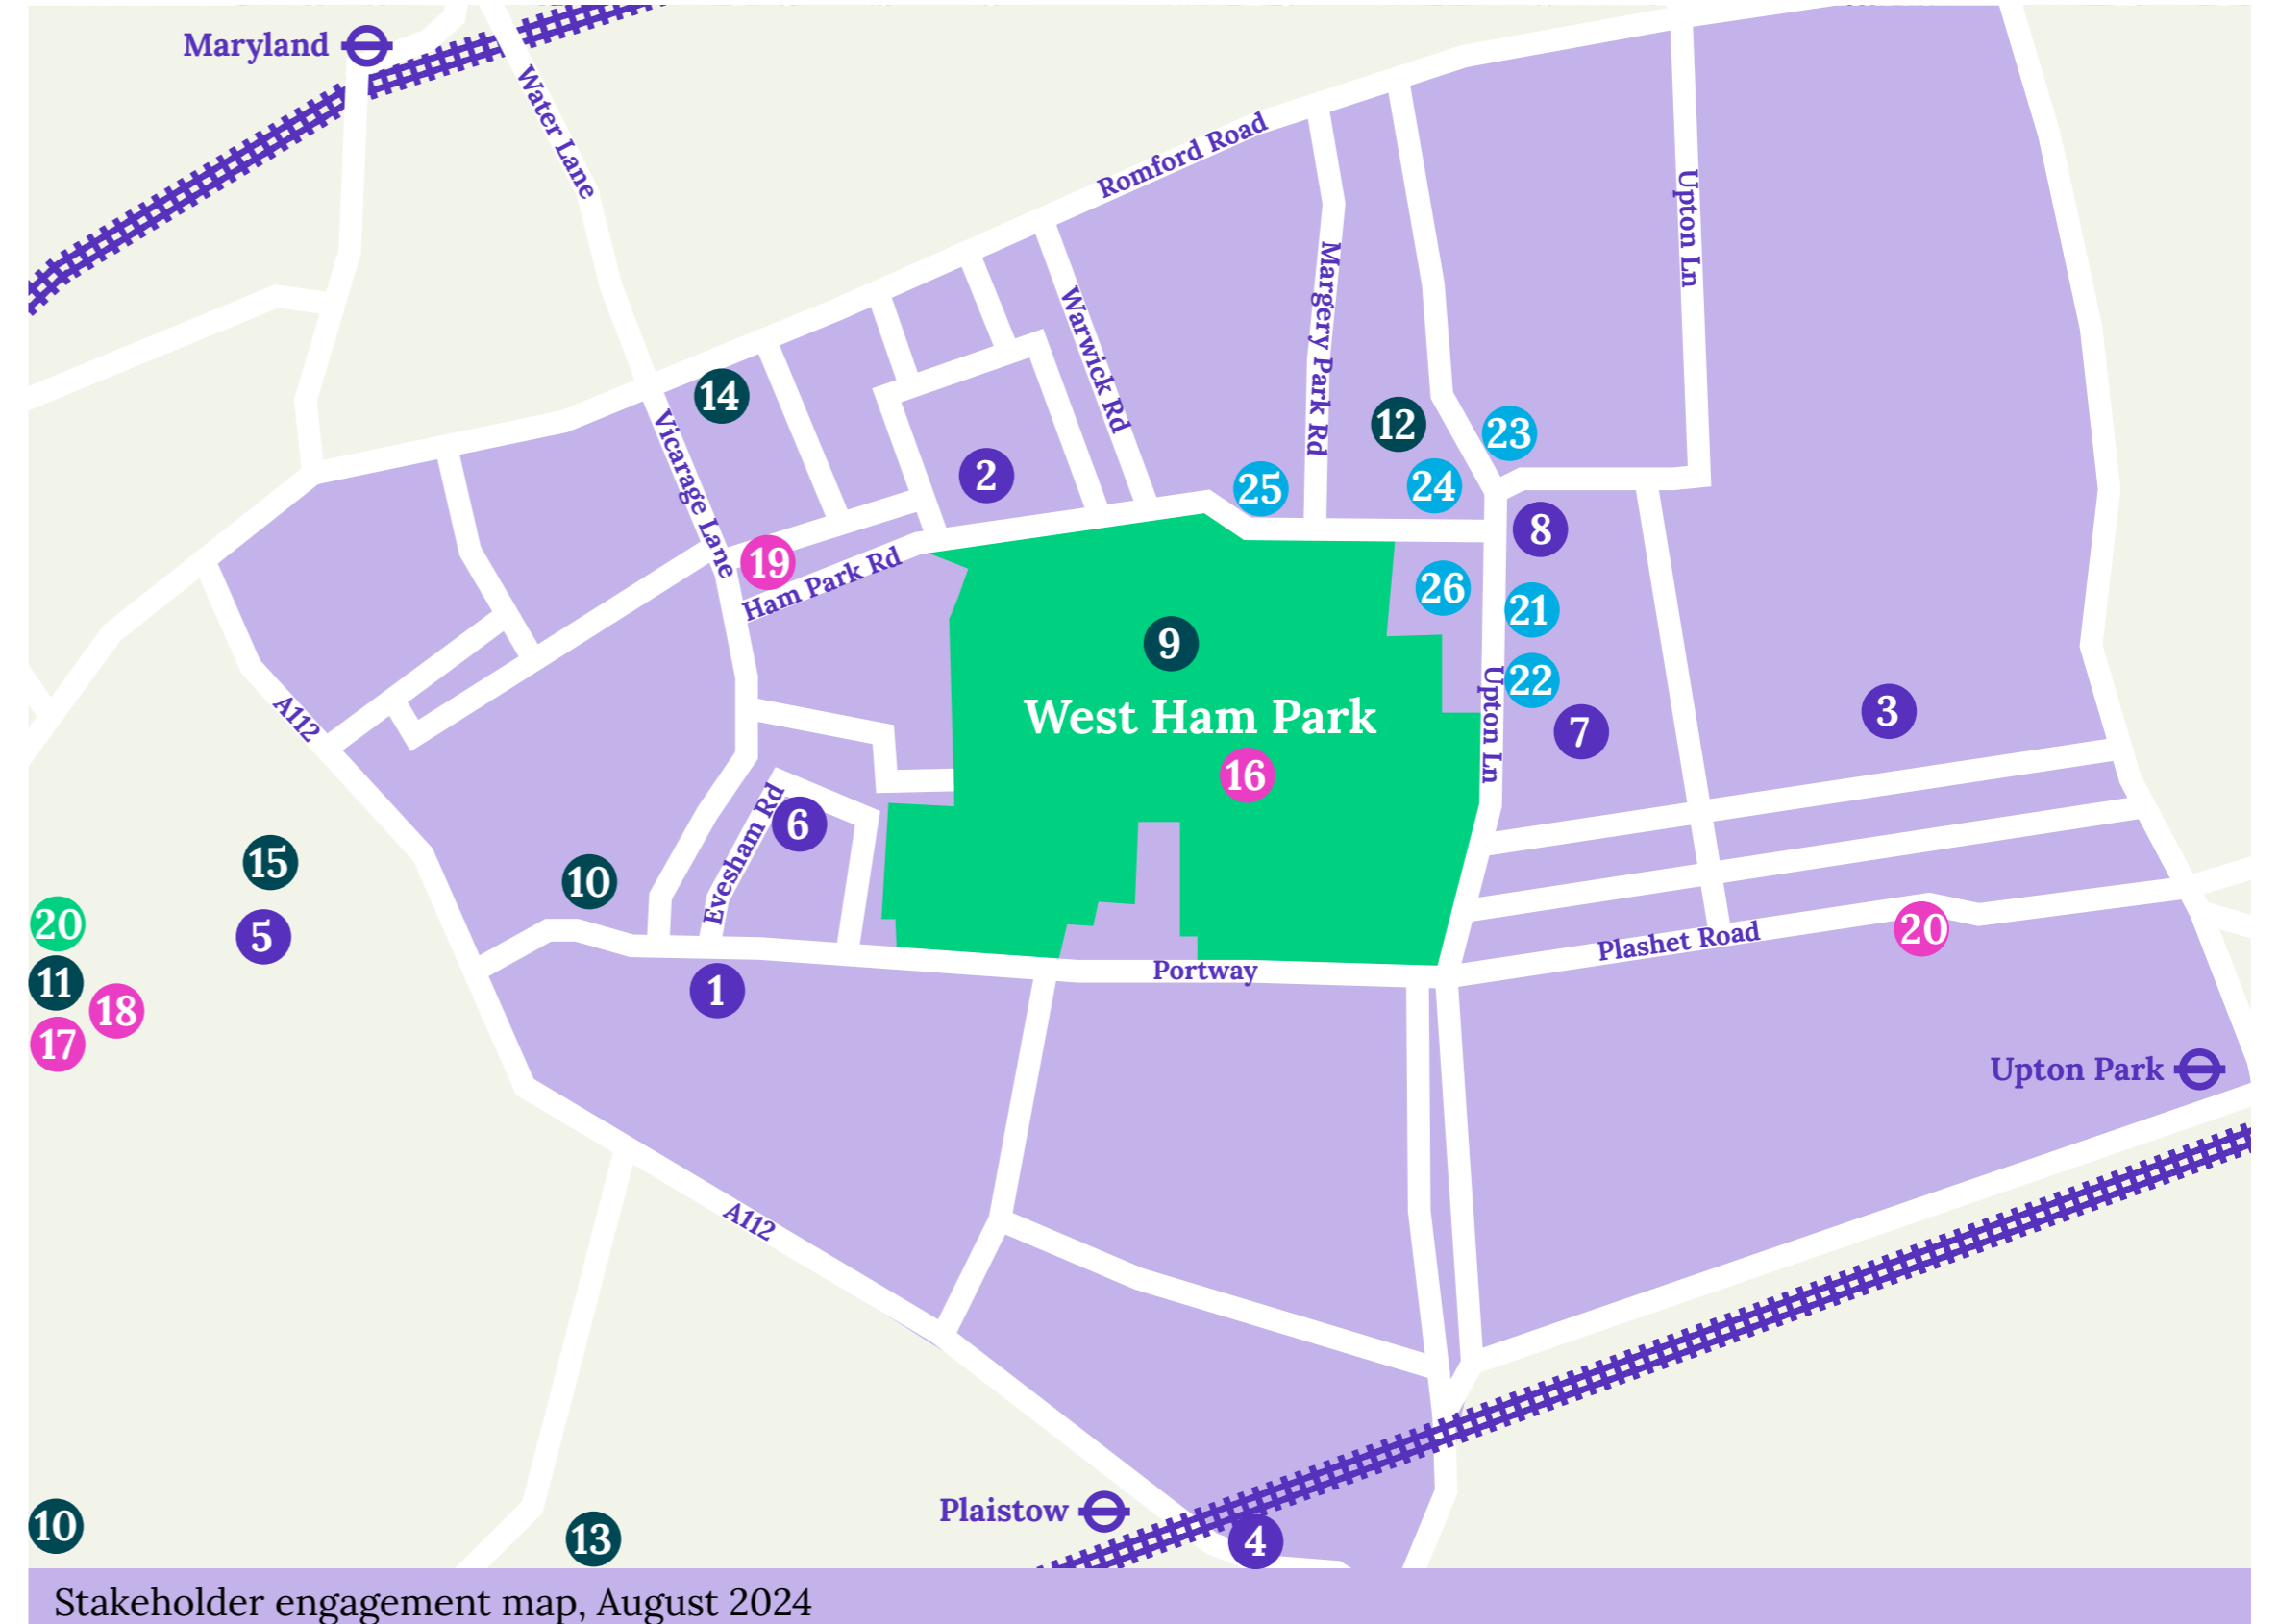 Maryland
Water Lane
Romford Road
Upton Ln
Margery Park Rd
Warwick Rd
14
Vicarage Lane
12
23
2
25
24
8
19
Ham Park Rd
26
21
9
22
Upton Ln
A112
West Ham Park
7
3
16
Evesham Rd
6
15
10
20
5
20
Plashet Road
11
18
1
Portway
17
Upton Park
A112
Plaistow
10
13
4
Stakeholder engagement map, August 2024